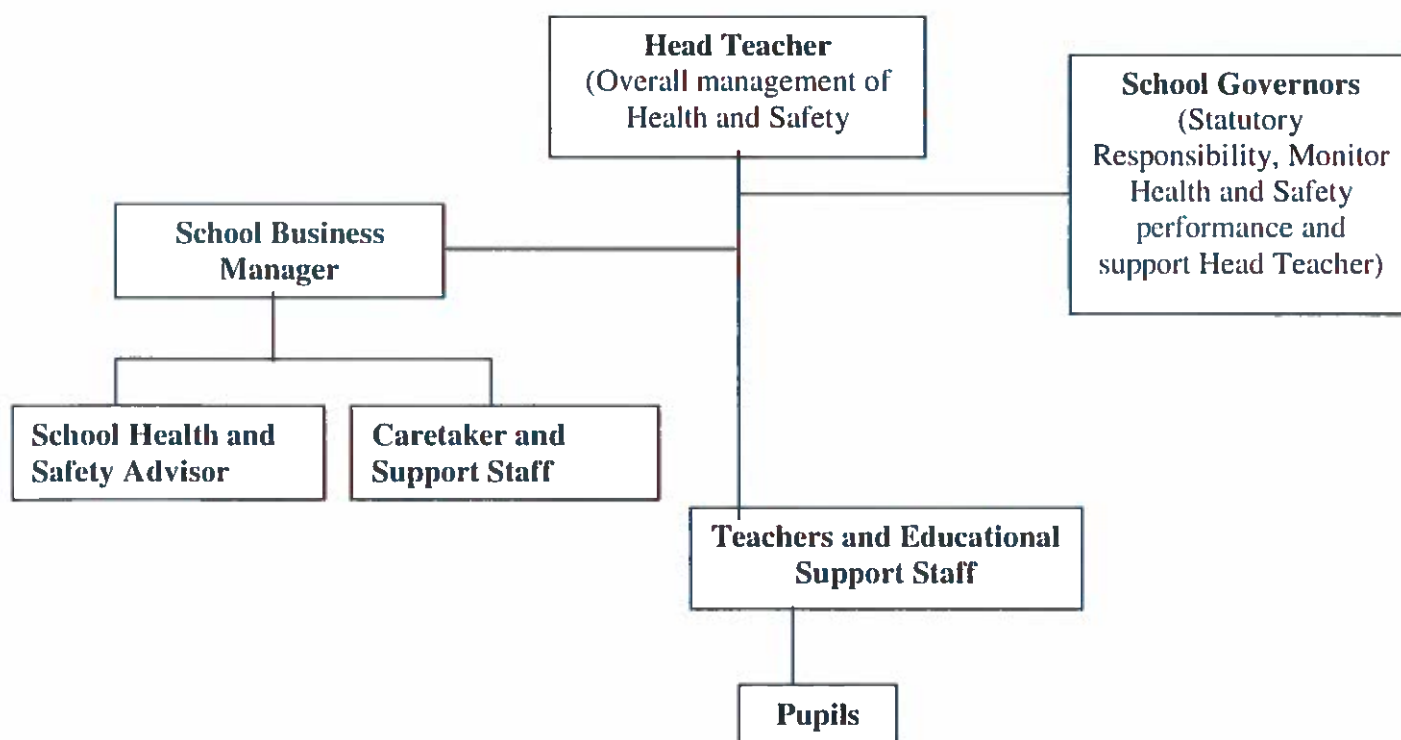 Head Teacher
(Overall management of
Health and Safety
School Governors
(Statutory
Responsibility, Monitor
Health and Safety
performance and
support Head Teacher)
School Business
Manager
School Health and
Safety Advisor
Caretaker and
Support Staff
Teachers and Educational
Support Staff
Pupils